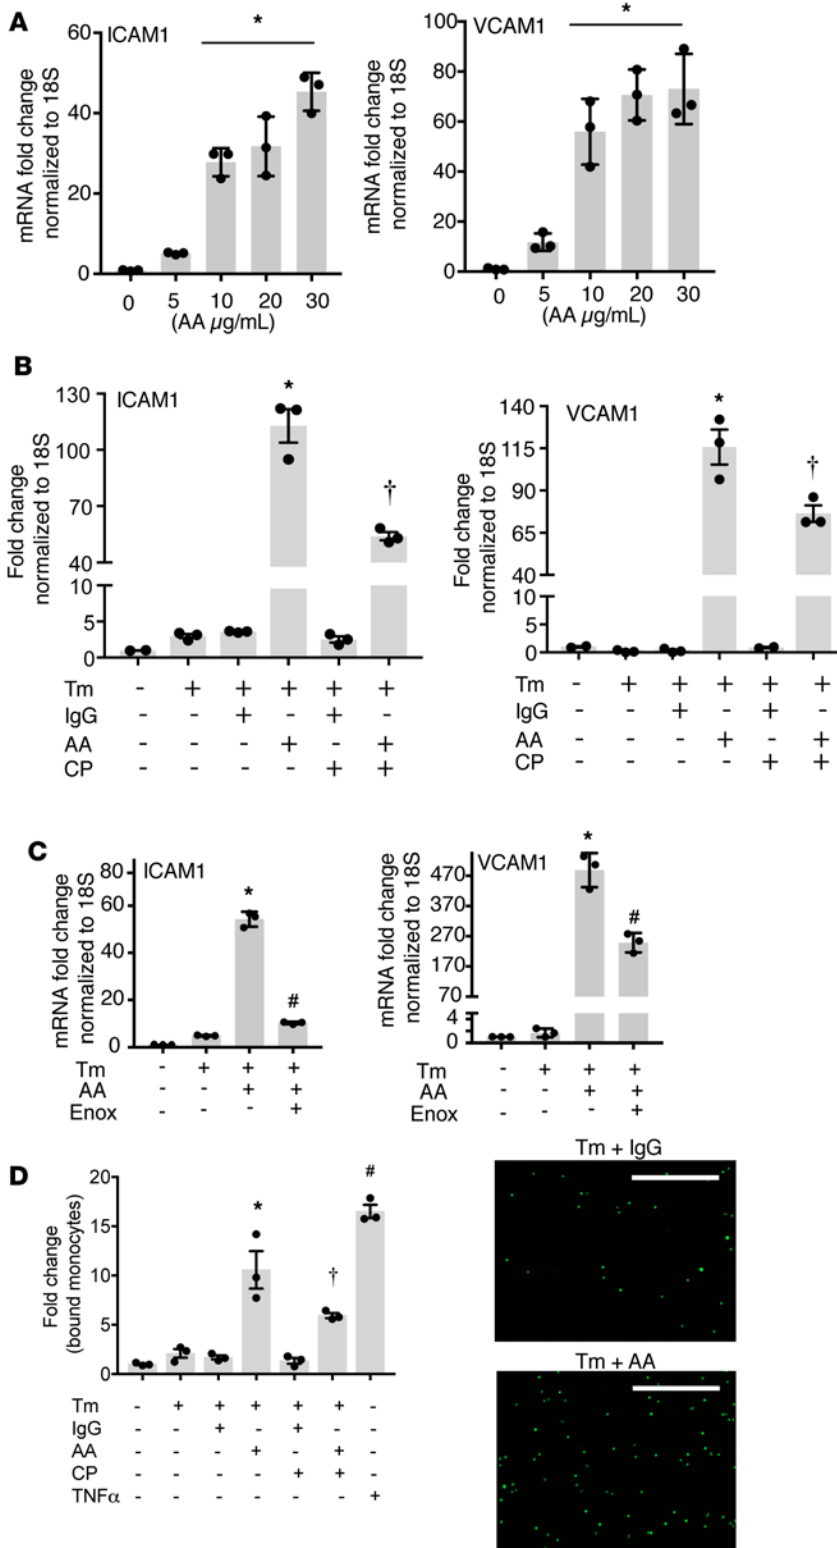 A
ICAM1
*
mRNA fold change
normalized to 18S
60
40
20
0
0 5 10 20 30
(AA µg/mL)
VCAM1
*
mRNA fold change
normalized to 18S
100
80
60
40
20
0
0 5 10 20 30
(AA µg/mL)
B
ICAM1
*
†
Fold change
normalized to 18S
130
100
70
40
10
5
0
Tm - + + + + +
IgG - - + - + -
AA - - - + - +
CP - - - - + +
VCAM1
*
†
Fold change
normalized to 18S
140
115
90
65
40
10
5
0
Tm - + + + + +
IgG - - + - + -
AA - - - + - +
CP - - - - + +
C
ICAM1
*
#
mRNA fold change
normalized to 18S
80
60
40
20
0
Tm - + + +
AA - - + +
Enox - - - +
VCAM1
*
#
mRNA fold change
normalized to 18S
470
370
270
170
70
4
2
0
Tm - + + +
AA - - + +
Enox - - - +
D
*
†
#
Fold change
(bound monocytes)
20
15
10
5
0
Tm - + + + + + -
IgG - - + - + - -
AA - - - + - + -
CP - - - - + + -
TNFα - - - - - - +
Tm + IgG
Tm + AA